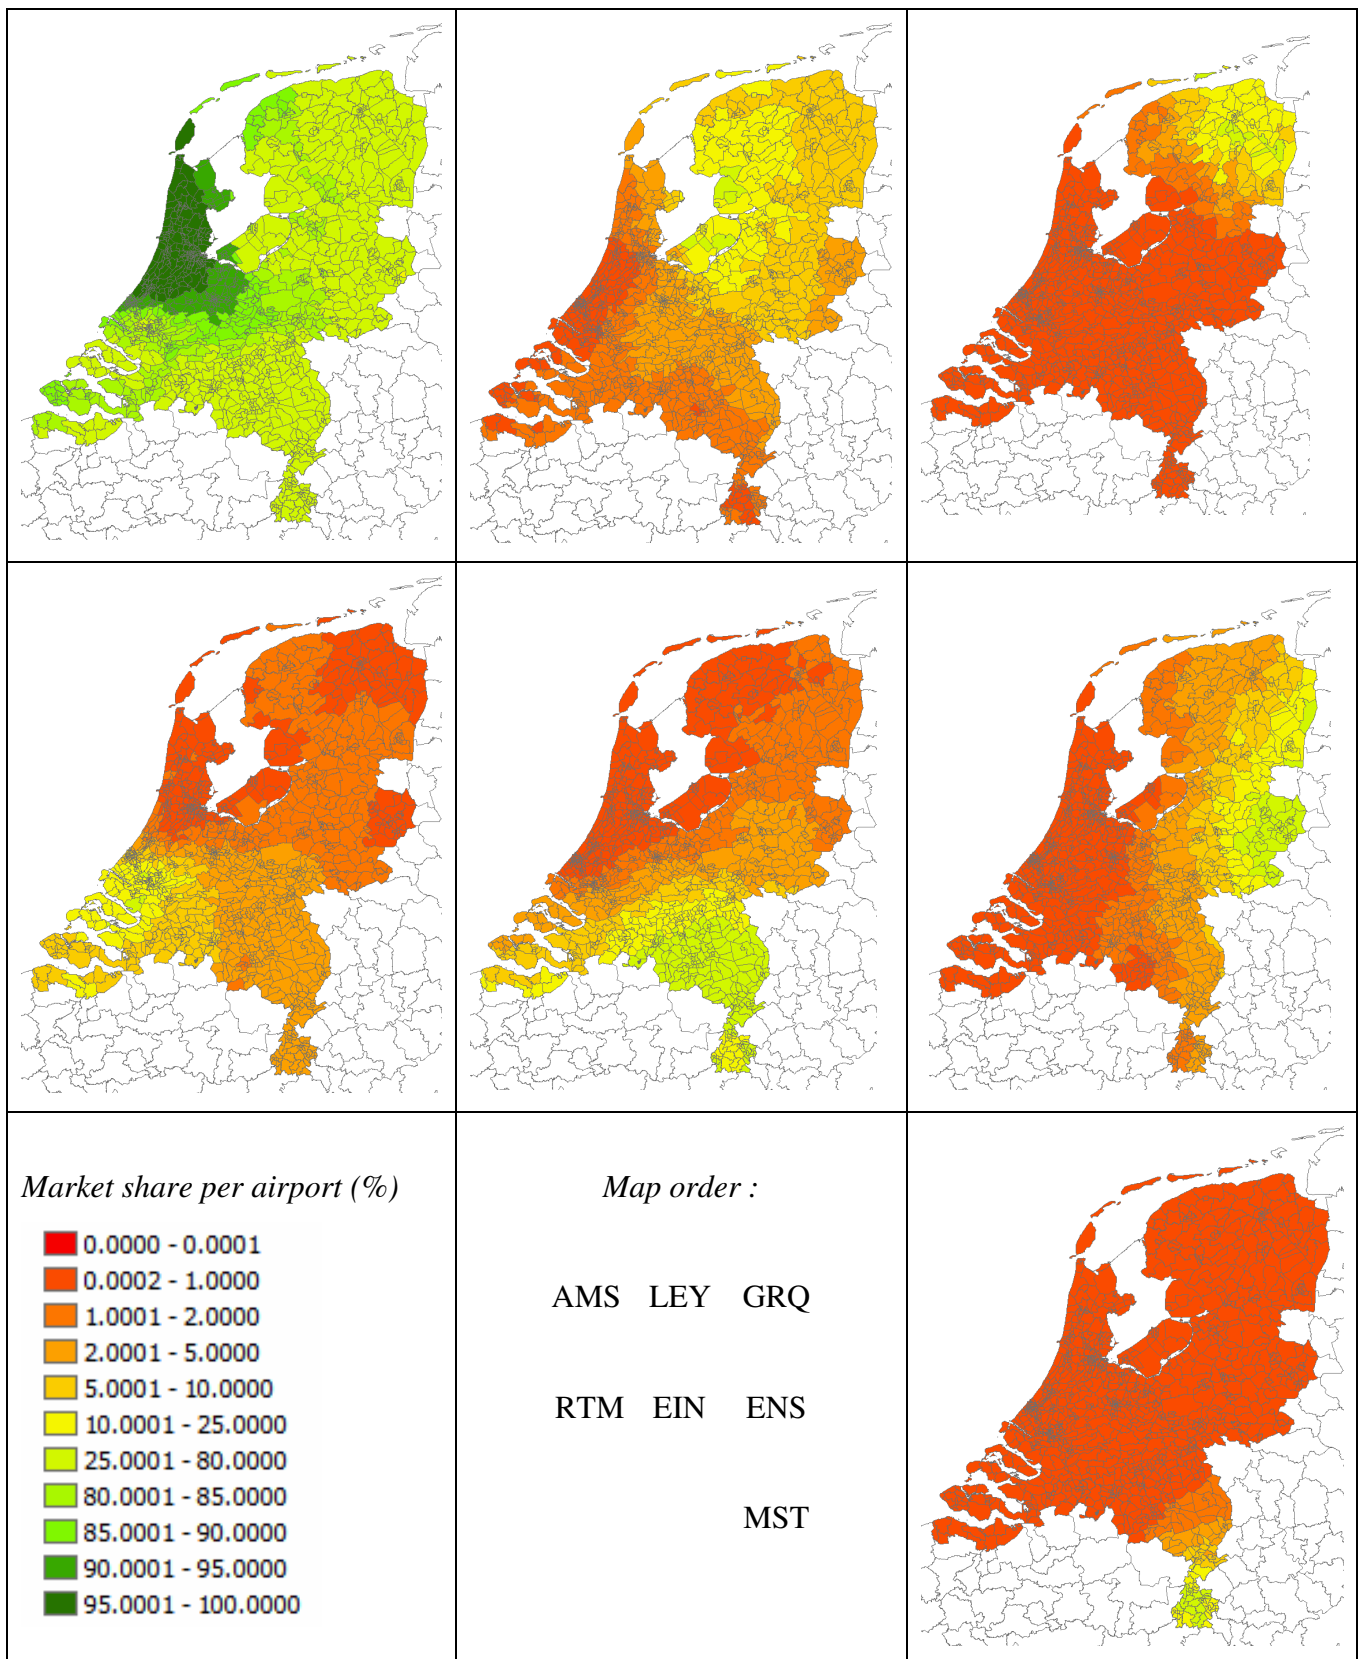 Market share per airport (%)
0.0000 - 0.0001
0.0002 - 1.0000
1.0001 - 2.0000
2.0001 - 5.0000
5.0001 - 10.0000
10.0001 - 25.0000
25.0001 - 80.0000
80.0001 - 85.0000
85.0001 - 90.0000
90.0001 - 95.0000
95.0001 - 100.0000
Map order :
AMS LEY GRQ
RTM EIN ENS
MST